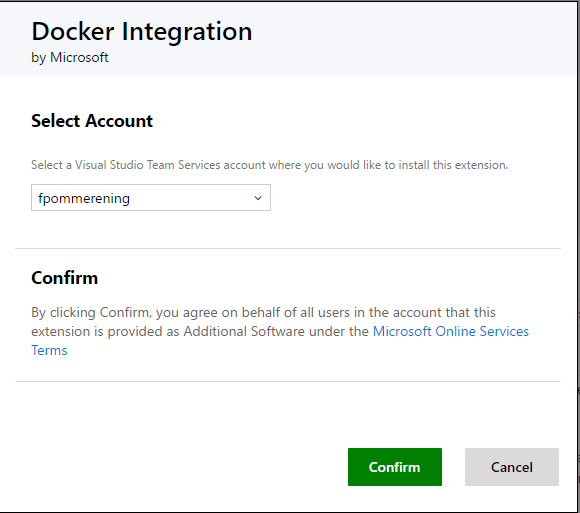 Docker Integration
by Microsoft
Select Account
Select a Visual Studio Team Services account where you would like to install this extension.
fpommerening
Confirm
By clicking Confirm, you agree on behalf of all users in the account that this
extension is provided as Additional Software under the Microsoft Online Services
Terms
Confirm
Cancel